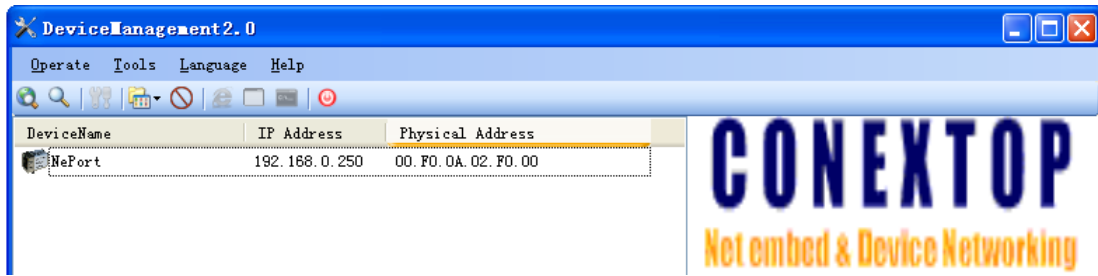 DeviceManagement2.0
Operate Tools Language Help
DeviceName IP Address Physical Address
NePort 192.168.0.250 00.F0.0A.02.F0.00
CONEXTOP
Net embed & Device Networking